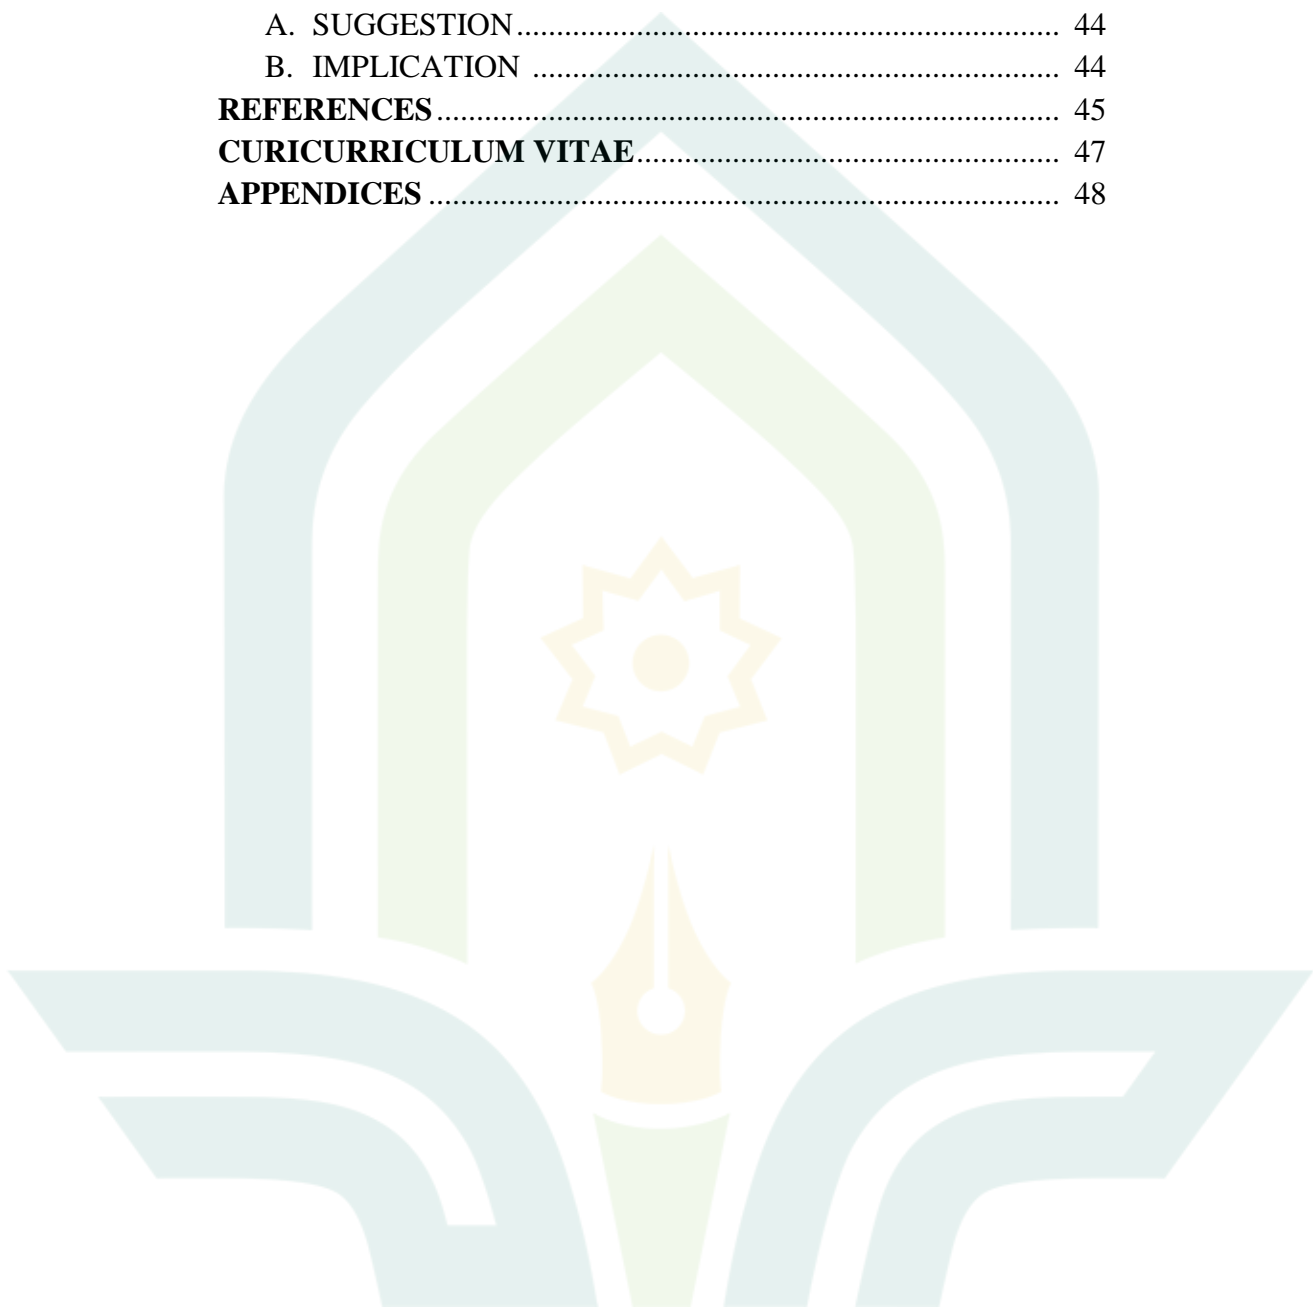 A. SUGGESTION.................................................................... 44
B. IMPLICATION .................................................................. 44
REFERENCES.............................................................................. 45
CURICURRICULUM VITAE..................................................... 47
APPENDICES ............................................................................... 48